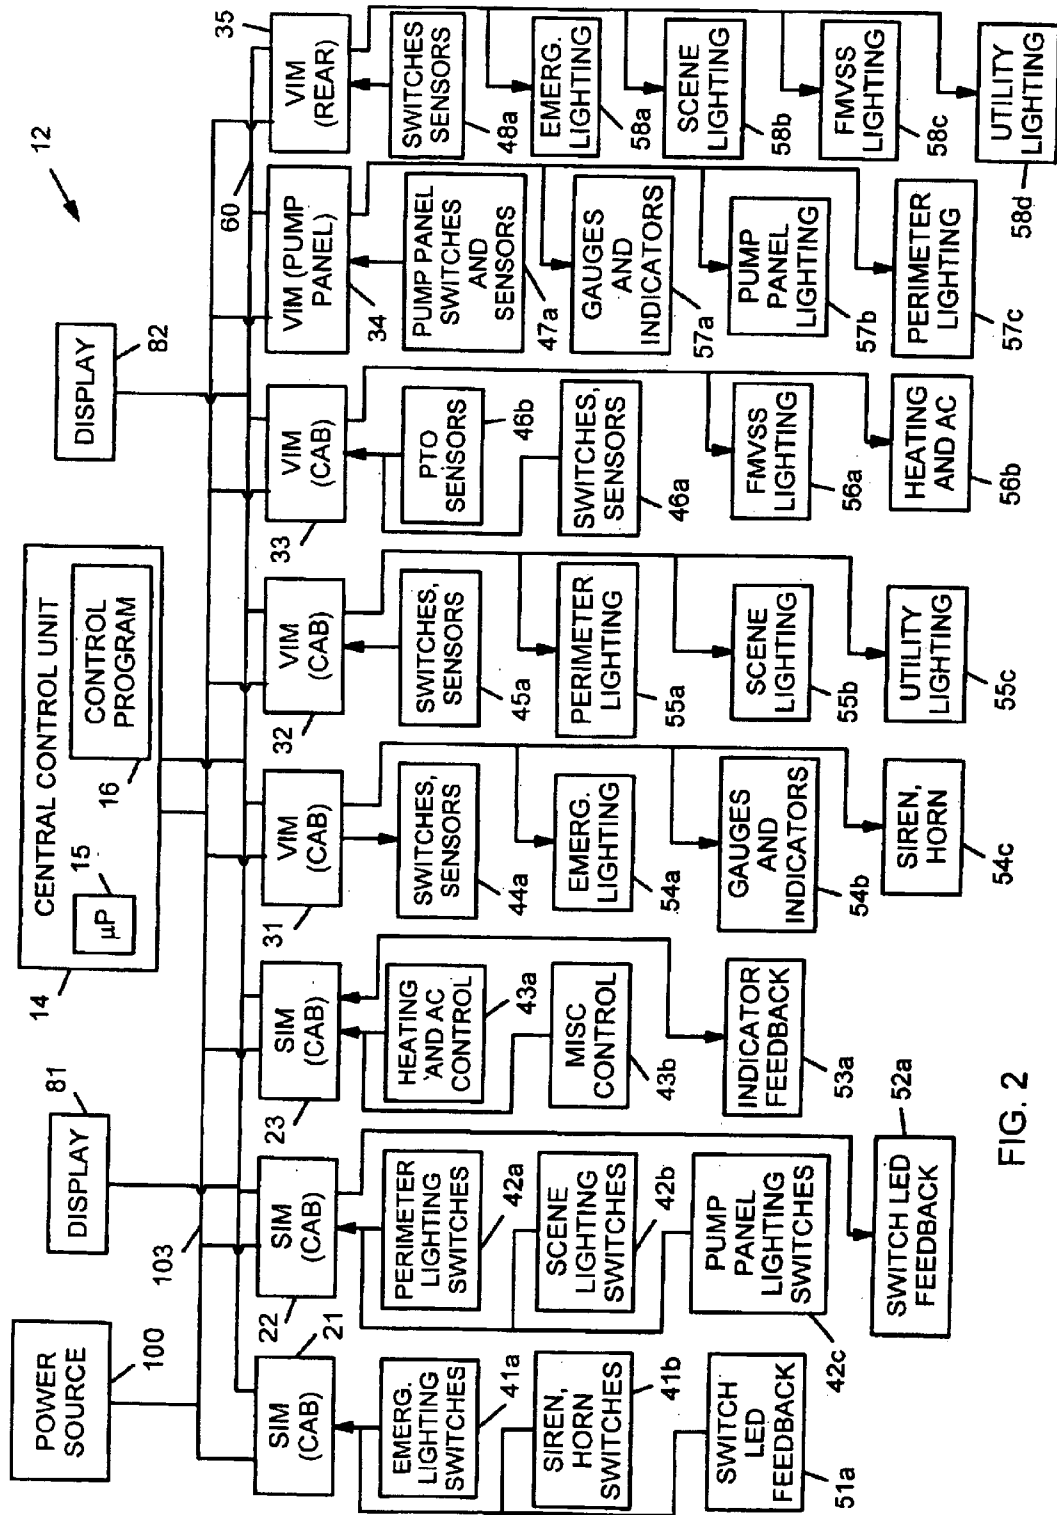 12
POWER
SOURCE
100
DISPLAY
81
CENTRAL CONTROL UNIT
14
µP
15
CONTROL
PROGRAM
16
DISPLAY
82
103
60
SIM
(CAB)
21
EMERG.
LIGHTING
SWITCHES
41a
SIREN,
HORN
SWITCHES
41b
SWITCH
LED
FEEDBACK
51a
SIM
(CAB)
22
PERIMETER
LIGHTING
SWITCHES
42a
SCENE
LIGHTING
SWITCHES
42b
PUMP
PANEL
LIGHTING
SWITCHES
42c
SWITCH LED
FEEDBACK
52a
SIM
(CAB)
23
HEATING
AND AC
CONTROL
43a
MISC
CONTROL
43b
INDICATOR
FEEDBACK
53a
VIM
(CAB)
31
SWITCHES,
SENSORS
44a
EMERG.
LIGHTING
54a
GAUGES
AND
INDICATORS
54b
SIREN,
HORN
54c
VIM
(CAB)
32
SWITCHES,
SENSORS
45a
PERIMETER
LIGHTING
55a
SCENE
LIGHTING
55b
UTILITY
LIGHTING
55c
VIM
(CAB)
33
PTO
SENSORS
46b
SWITCHES,
SENSORS
46a
FMVSS
LIGHTING
56a
HEATING
AND AC
56b
VIM (PUMP
PANEL)
34
PUMP PANEL
SWITCHES
AND
SENSORS
47a
GAUGES
AND
INDICATORS
57a
PUMP
PANEL
LIGHTING
57b
PERIMETER
LIGHTING
57c
VIM
(REAR)
35
SWITCHES
SENSORS
48a
EMERG.
LIGHTING
58a
SCENE
LIGHTING
58b
FMVSS
LIGHTING
58c
UTILITY
LIGHTING
58d
FIG. 2